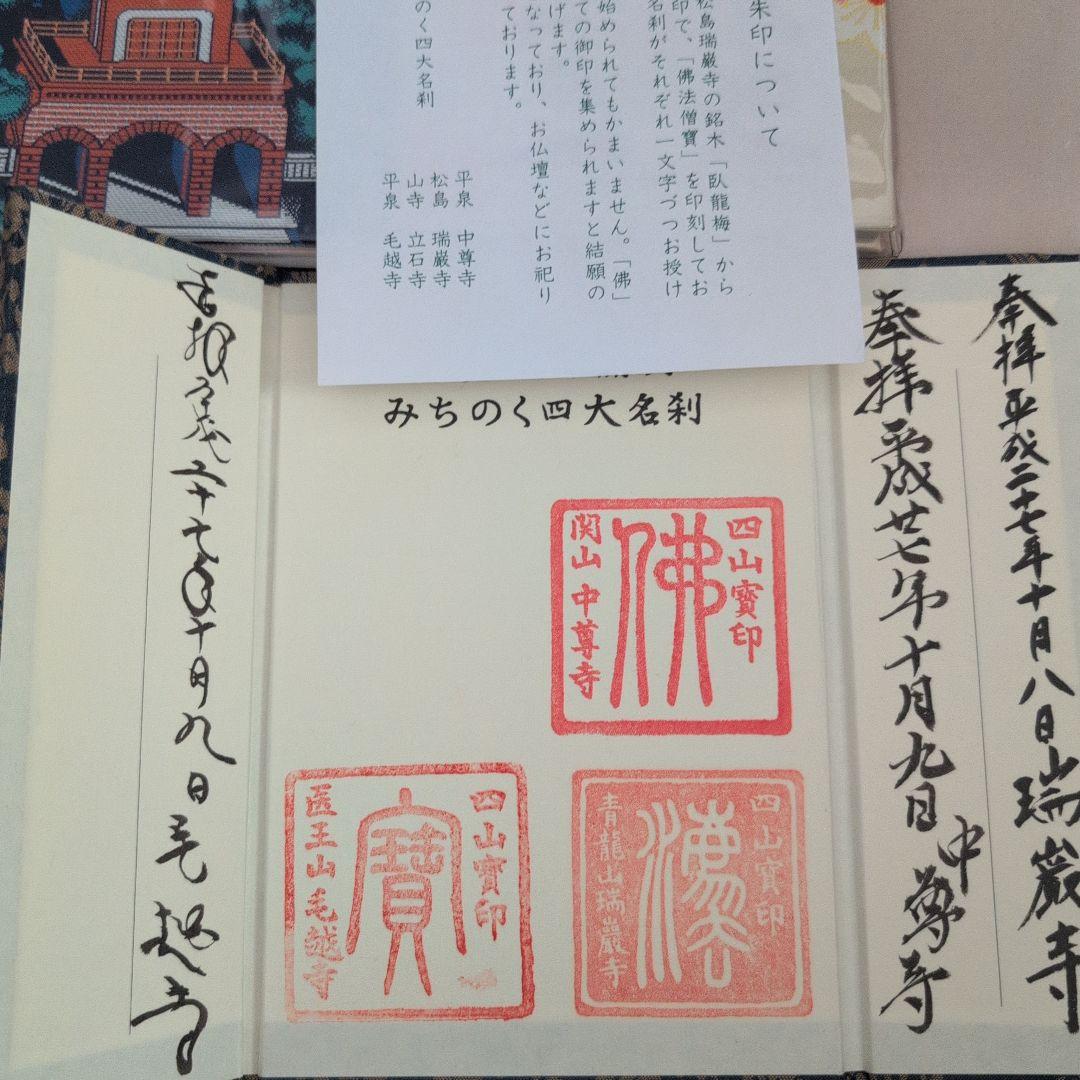 朱印について
松島瑞巌寺の銘木「臥龍梅」から
印で、「佛法僧寶」を印刻してお
名刹がそれぞれ一文字づつお授け
始められてもかまいません。「佛」
ての御印を集められますと結願の
げます。
なっており、お仏壇などにお祀り
ております。
のく四大名刹
平泉 中尊寺
松島 瑞巌寺
山寺 立石寺
平泉 毛越寺
みちのく四大名刹
四山寶印
佛
関山 中尊寺
四山寶印
法
青龍山瑞巖寺
四山寶印
寶
医王山毛越寺
奉拝 平成二十七年十月八日 瑞巌寺
奉拝 平成廿七年十月九日 中尊寺
奉拝 平成二十七年十月九日 毛越寺